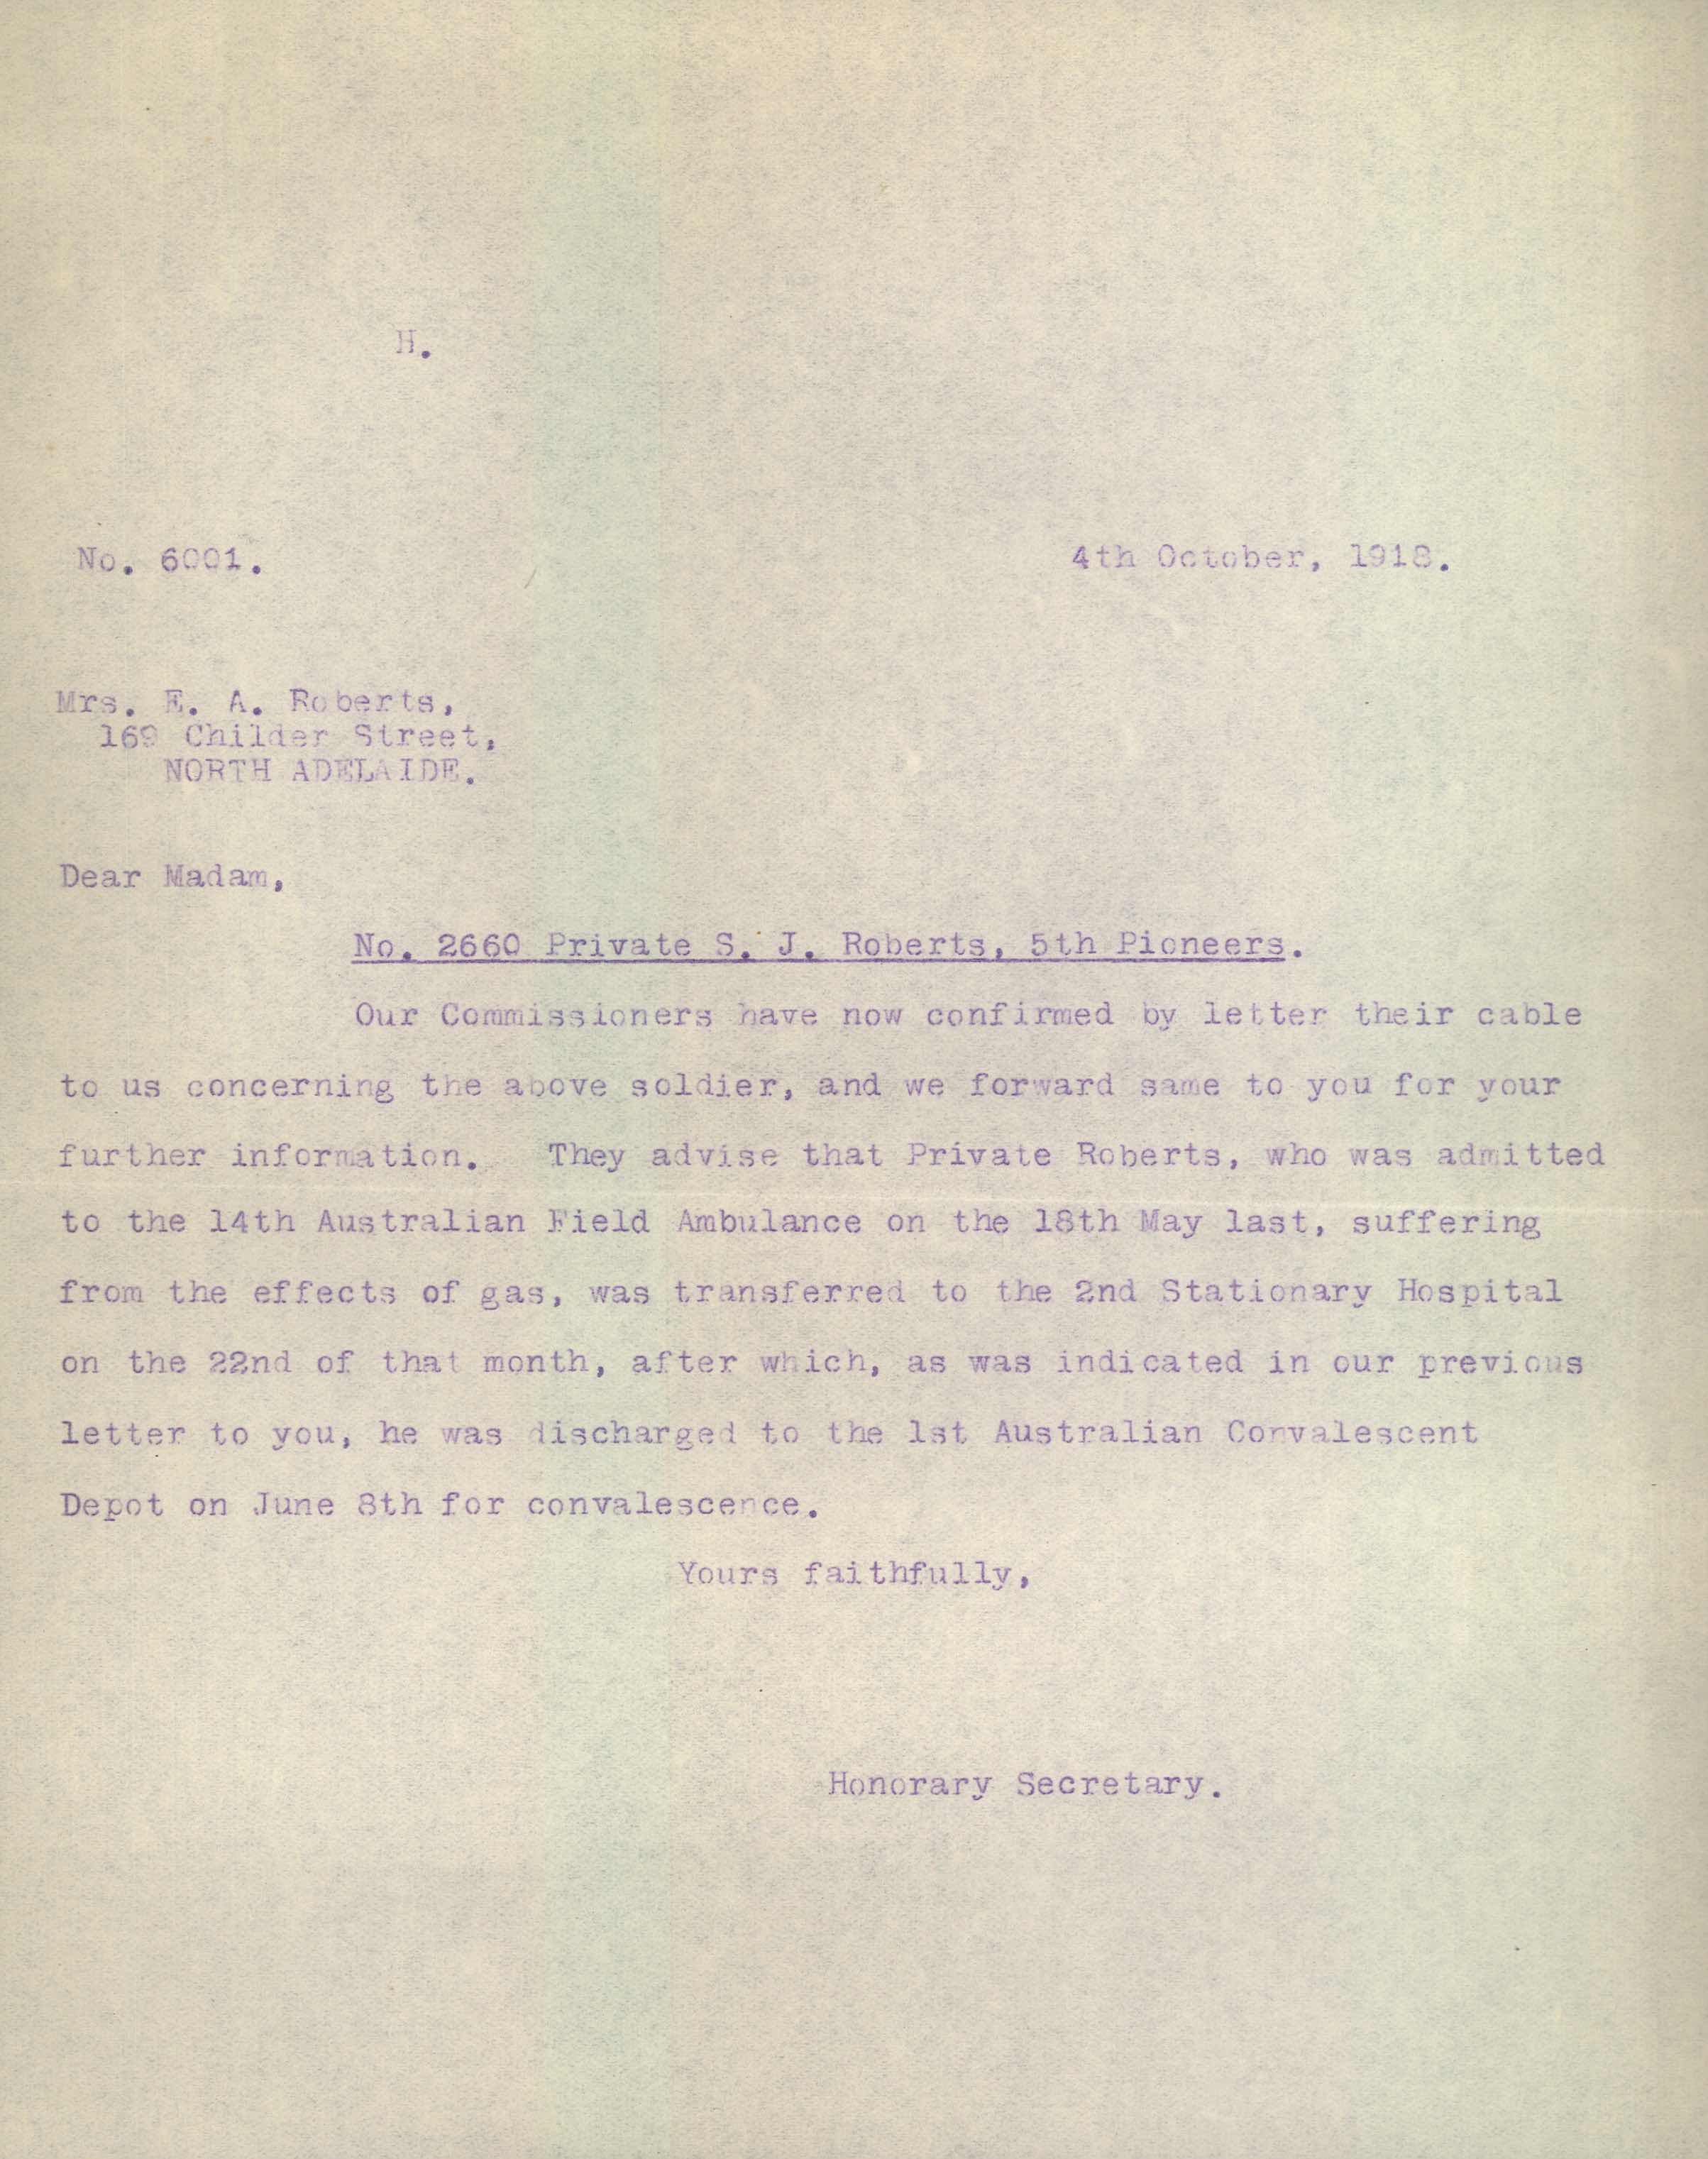 H.
No. 6001.
4th October, 1918.
Mrs. E. A. Roberts,
169 Childer Street,
NORTH ADELAIDE.
Dear Madam,
No. 2660 Private S. J. Roberts, 5th Pioneers.
Our Commissioners have now confirmed by letter their cable
to us concerning the above soldier, and we forward same to you for your
further information. They advise that Private Roberts, who was admitted
to the 14th Australian Field Ambulance on the 18th May last, suffering
from the effects of gas, was transferred to the 2nd Stationary Hospital
on the 22nd of that month, after which, as was indicated in our previous
letter to you, he was discharged to the 1st Australian Convalescent
Depot on June 8th for convalescence.
Yours faithfully,
Honorary Secretary.